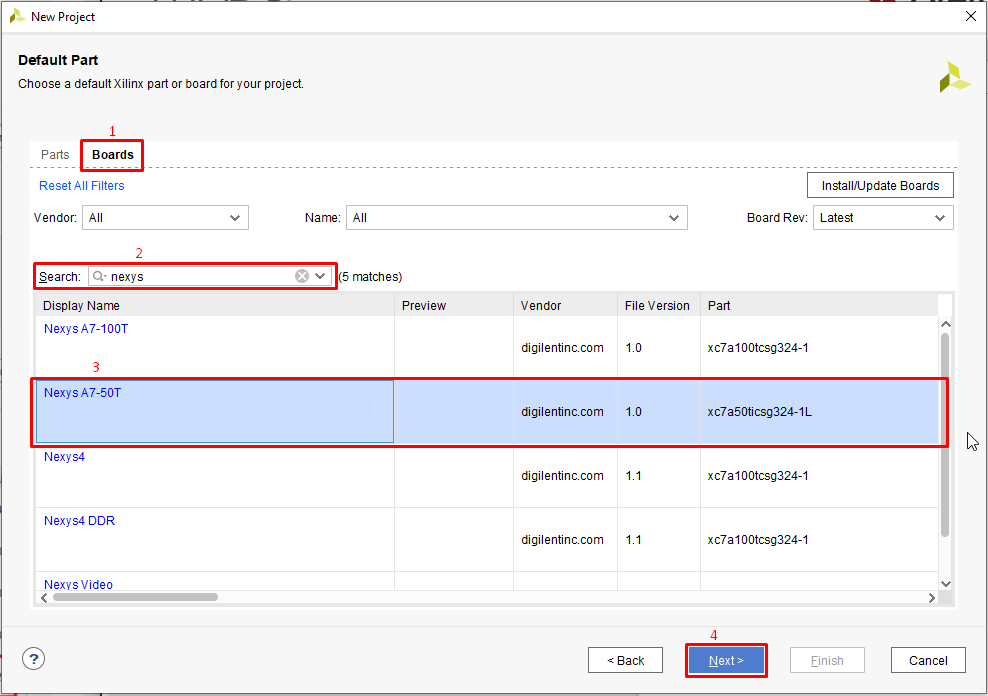 New Project
Default Part
Choose a default Xilinx part or board for your project.
1
Parts Boards
Reset All Filters Install/Update Boards
Vendor: All Name: All Board Rev: Latest
2
Search: nexys (5 matches)
Display Name Preview Vendor File Version Part
Nexys A7-100T
digilentinc.com 1.0 xc7a100tcsg324-1
3
Nexys A7-50T
digilentinc.com 1.0 xc7a50ticsg324-1L
Nexys4
digilentinc.com 1.1 xc7a100tcsg324-1
Nexys4 DDR
digilentinc.com 1.1 xc7a100tcsg324-1
Nexys Video
4
? < Back Next > Finish Cancel